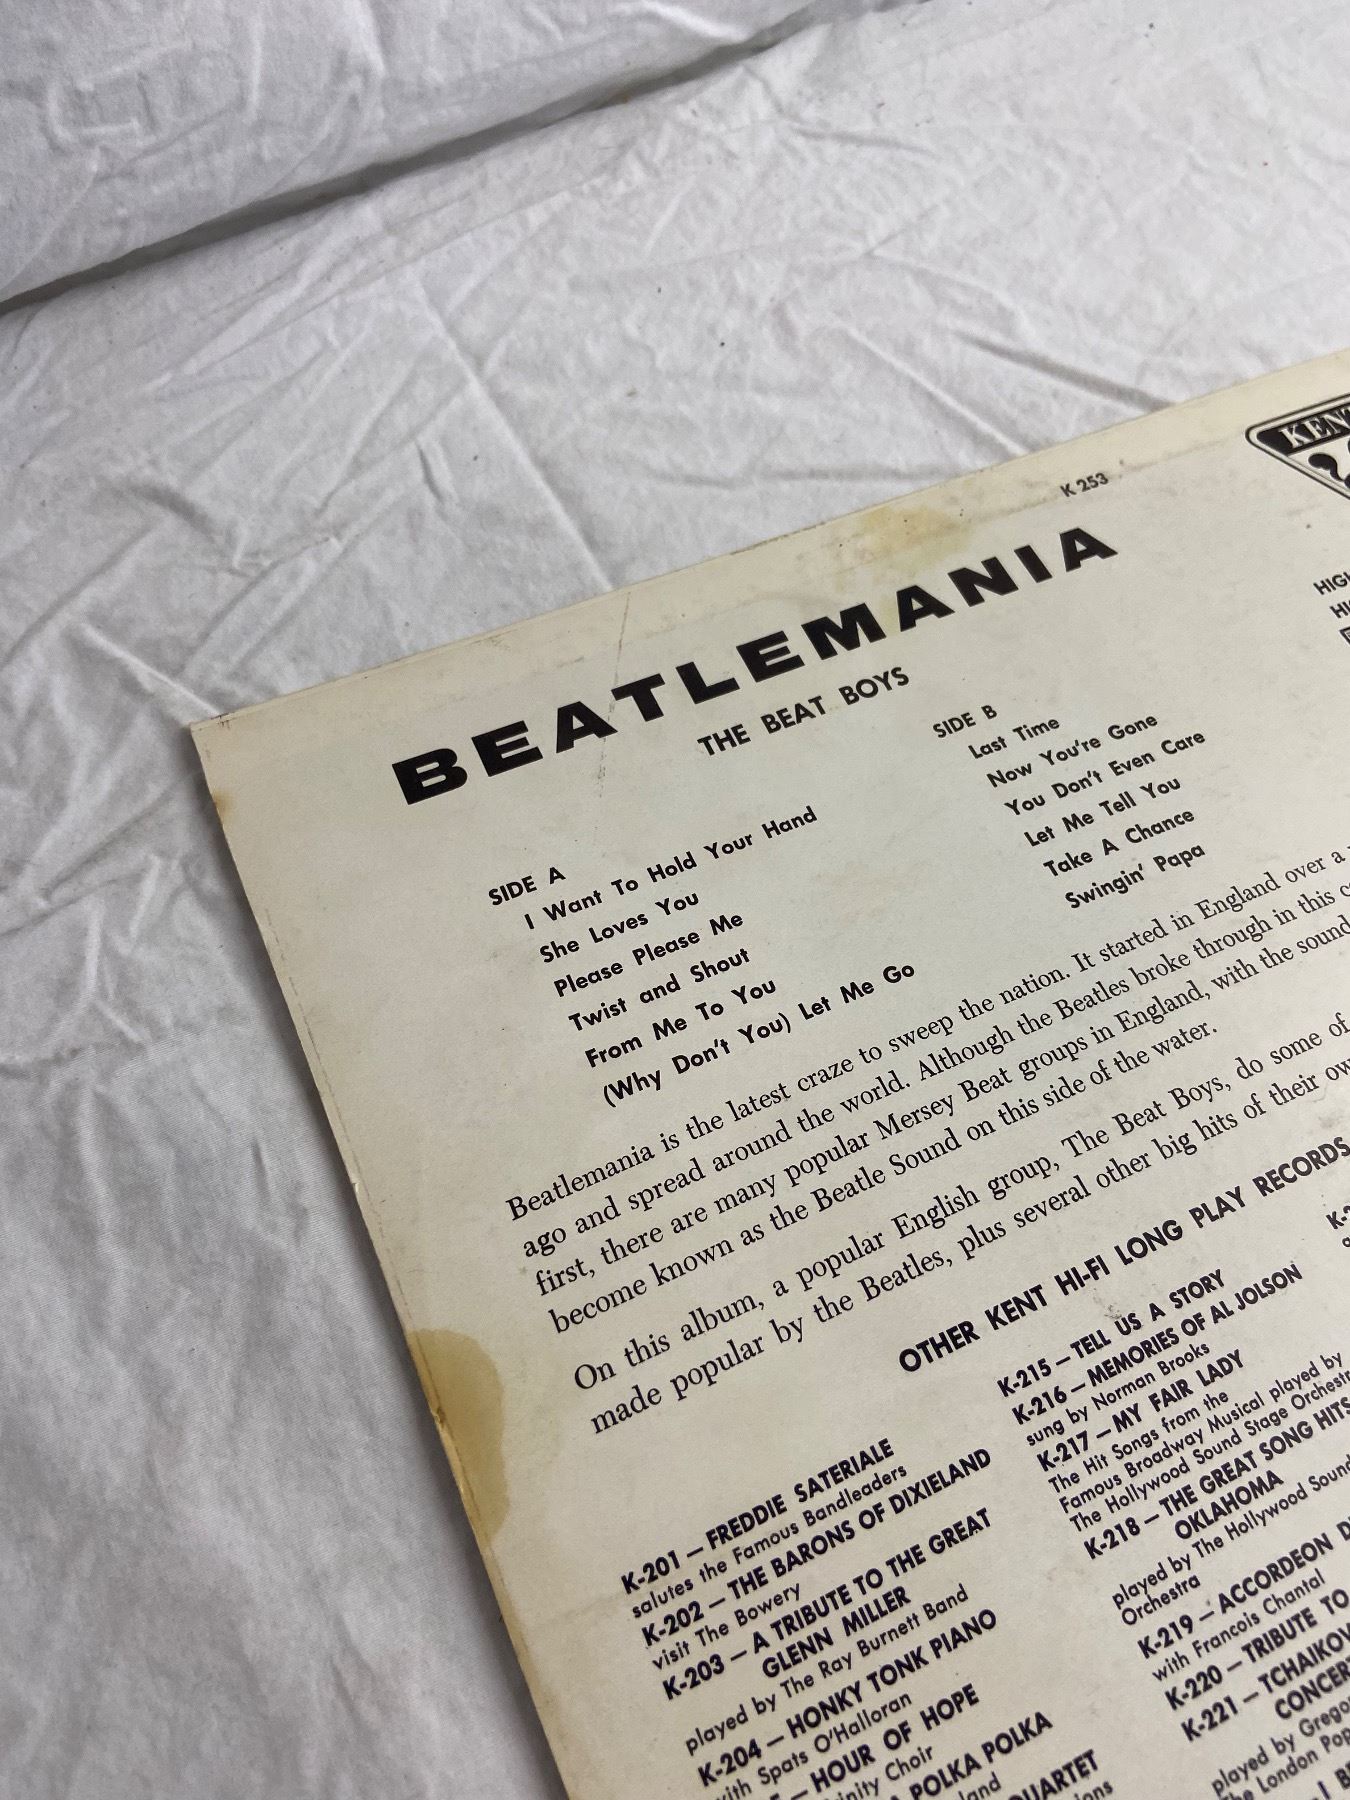 K 253
KENT
BEATLEMANIA
THE BEAT BOYS
SIDE A
I Want To Hold Your Hand
She Loves You
Please Please Me
Twist and Shout
From Me To You
(Why Don't You) Let Me Go
SIDE B
Last Time
Now You're Gone
You Don't Even Care
Let Me Tell You
Take A Chance
Swingin' Papa
Beatlemania is the latest craze to sweep the nation. It started in England over a
ago and spread around the world. Although the Beatles broke through in this
first, there are many popular Mersey Beat groups in England, with the sound
become known as the Beatle Sound on this side of the water.
On this album, a popular English group, The Beat Boys, do some of
made popular by the Beatles, plus several other big hits of their
OTHER KENT HI-FI LONG PLAY RECORDS
K-201 — FREDDIE SATERIALE
salutes the Famous Bandleaders
K-202 — THE BARONS OF DIXIELAND
visit The Bowery
K-203 — A TRIBUTE TO THE GREAT
GLENN MILLER
played by The Ray Burnett Band
K-204 — HONKY TONK PIANO
with Spats O'Halloran
HOUR OF HOPE
Choir
POLKA POLKA
K-215 — TELL US A STORY
K-216 — MEMORIES OF AL JOLSON
sung by Norman Brooks
K-217 — MY FAIR LADY
The Hit Songs from the
Famous Broadway Musical played by
The Hollywood Sound Stage
K-218 — THE GREAT SONG HITS
OKLAHOMA
played by The Hollywood Sound
Orchestra
K-219 — ACCORDEON
with Francois Chantal
K-220 — TRIBUTE TO
K-221
played by
The London